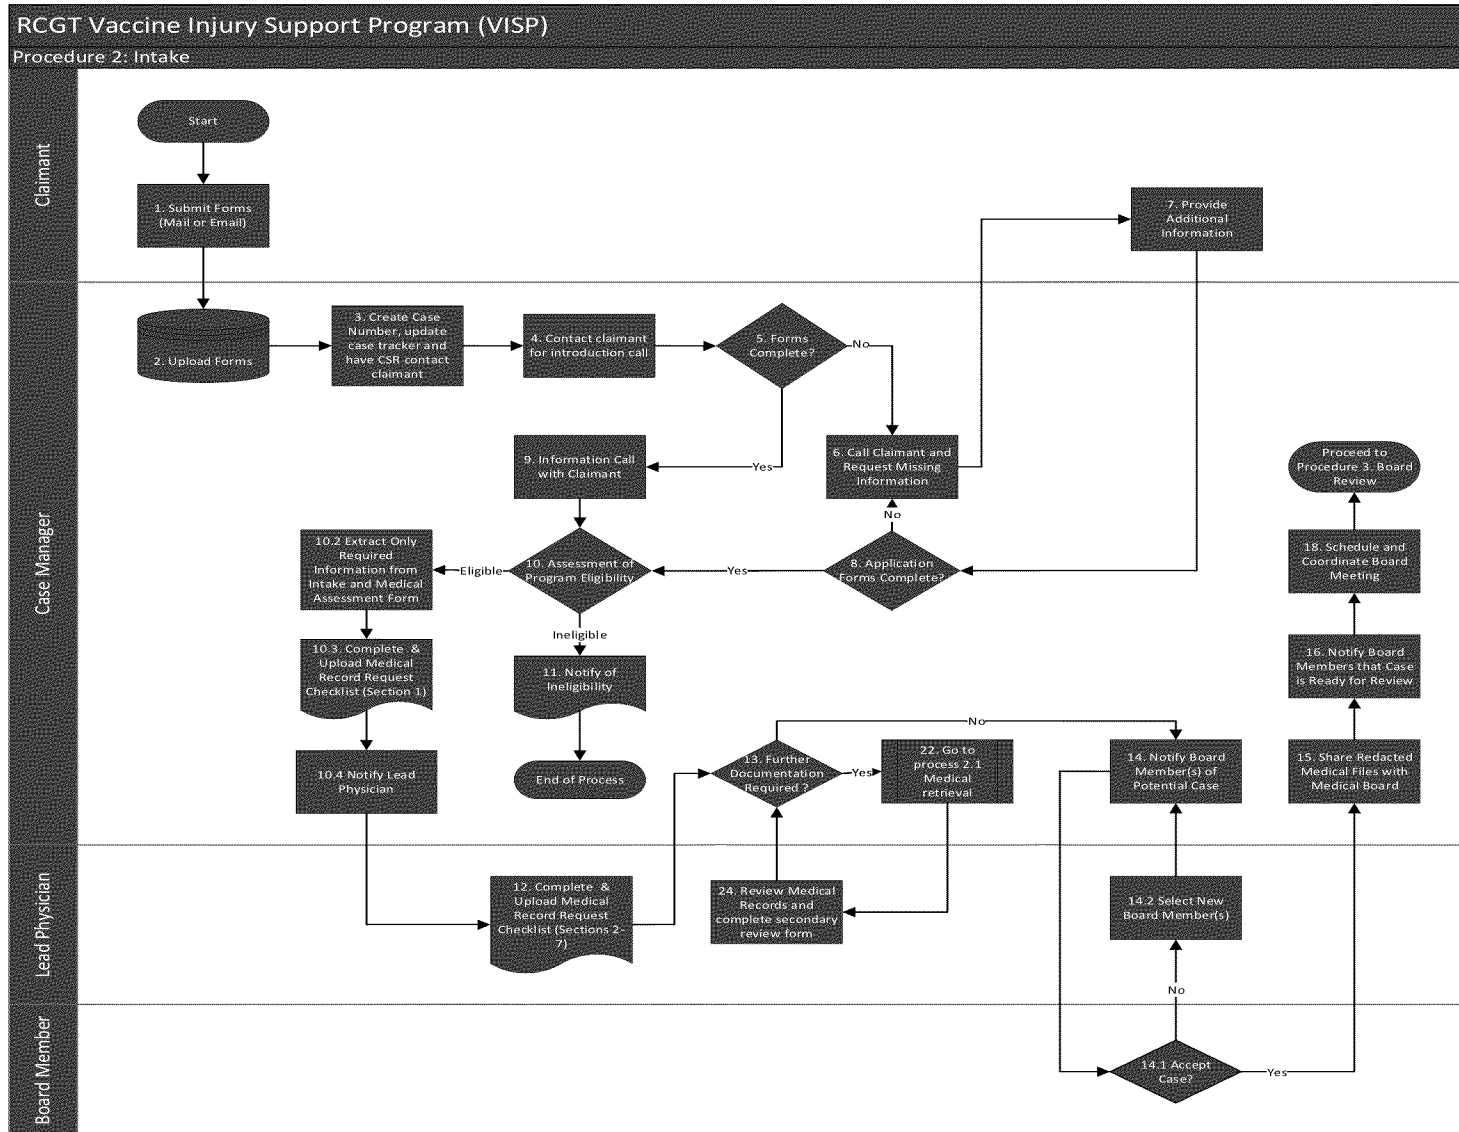 RCGT Vaccine Injury Support Program (VISP)
Procedure 2: Intake
Claimant
Start
1. Submit Forms
(Mail or Email)
7. Provide
Additional
Information
Case Manager
2. Upload Forms
3. Create Case
Number, update
case tracker and
have CSR contact
claimant
4. Contact claimant
for introduction call
5. Forms
Complete?
No
Yes
6. Call Claimant and
Request Missing
Information
No
8. Application
Forms Complete?
Yes
9. Information Call
with Claimant
10. Assessment of
Program Eligibility
Eligible
Ineligible
10.2 Extract Only
Required
Information from
Intake and Medical
Assessment Form
10.3. Complete &
Upload Medical
Record Request
Checklist (Section 1)
10.4 Notify Lead
Physician
11. Notify of
Ineligibility
End of Process
13. Further
Documentation
Required ?
No
Yes
22. Go to
process 2.1
Medical
retrieval
14. Notify Board
Member(s) of
Potential Case
Proceed to
Procedure 3. Board
Review
18. Schedule and
Coordinate Board
Meeting
16. Notify Board
Members that Case
is Ready for Review
15. Share Redacted
Medical Files with
Medical Board
Lead Physician
12. Complete &
Upload Medical
Record Request
Checklist (Sections 2-
7)
24. Review Medical
Records and
complete secondary
review form
14.2 Select New
Board Member(s)
No
Board Member
14.1 Accept
Case?
Yes